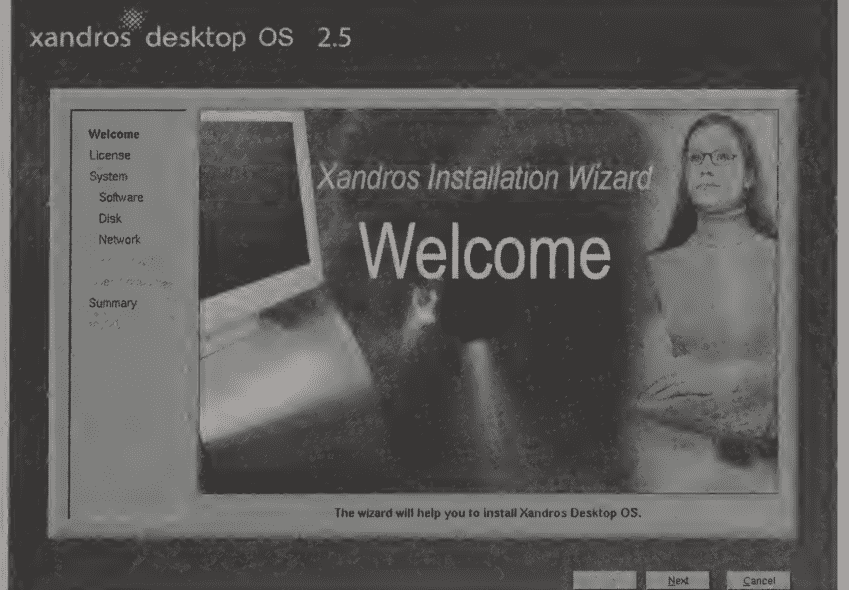 xandros desktop OS 2.5
Welcome
License
System
Software
Disk
Network
Summary
Xandros Installation Wizard
Welcome
The wizard will help you to install Xandros Desktop OS.
Next
Cancel